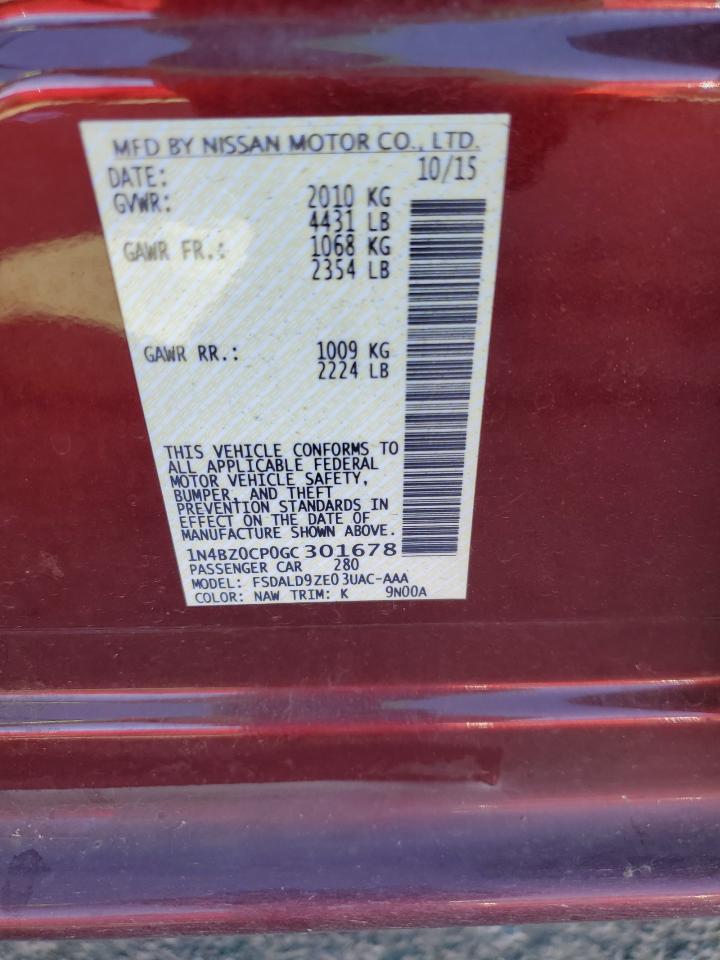 MFD BY NISSAN MOTOR CO., LTD.
DATE: 10/15
GVWR: 2010 KG
4431 LB
GAWR FR.: 1068 KG
2354 LB
GAWR RR.: 1009 KG
2224 LB
THIS VEHICLE CONFORMS TO
ALL APPLICABLE FEDERAL
MOTOR VEHICLE SAFETY,
BUMPER, AND THEFT
PREVENTION STANDARDS IN
EFFECT ON THE DATE OF
MANUFACTURE SHOWN ABOVE.
1N4BZ0CP0GC301678
PASSENGER CAR 280
MODEL: FSDALD9ZE03UAC-AAA
COLOR: NAW TRIM: K 9N00A